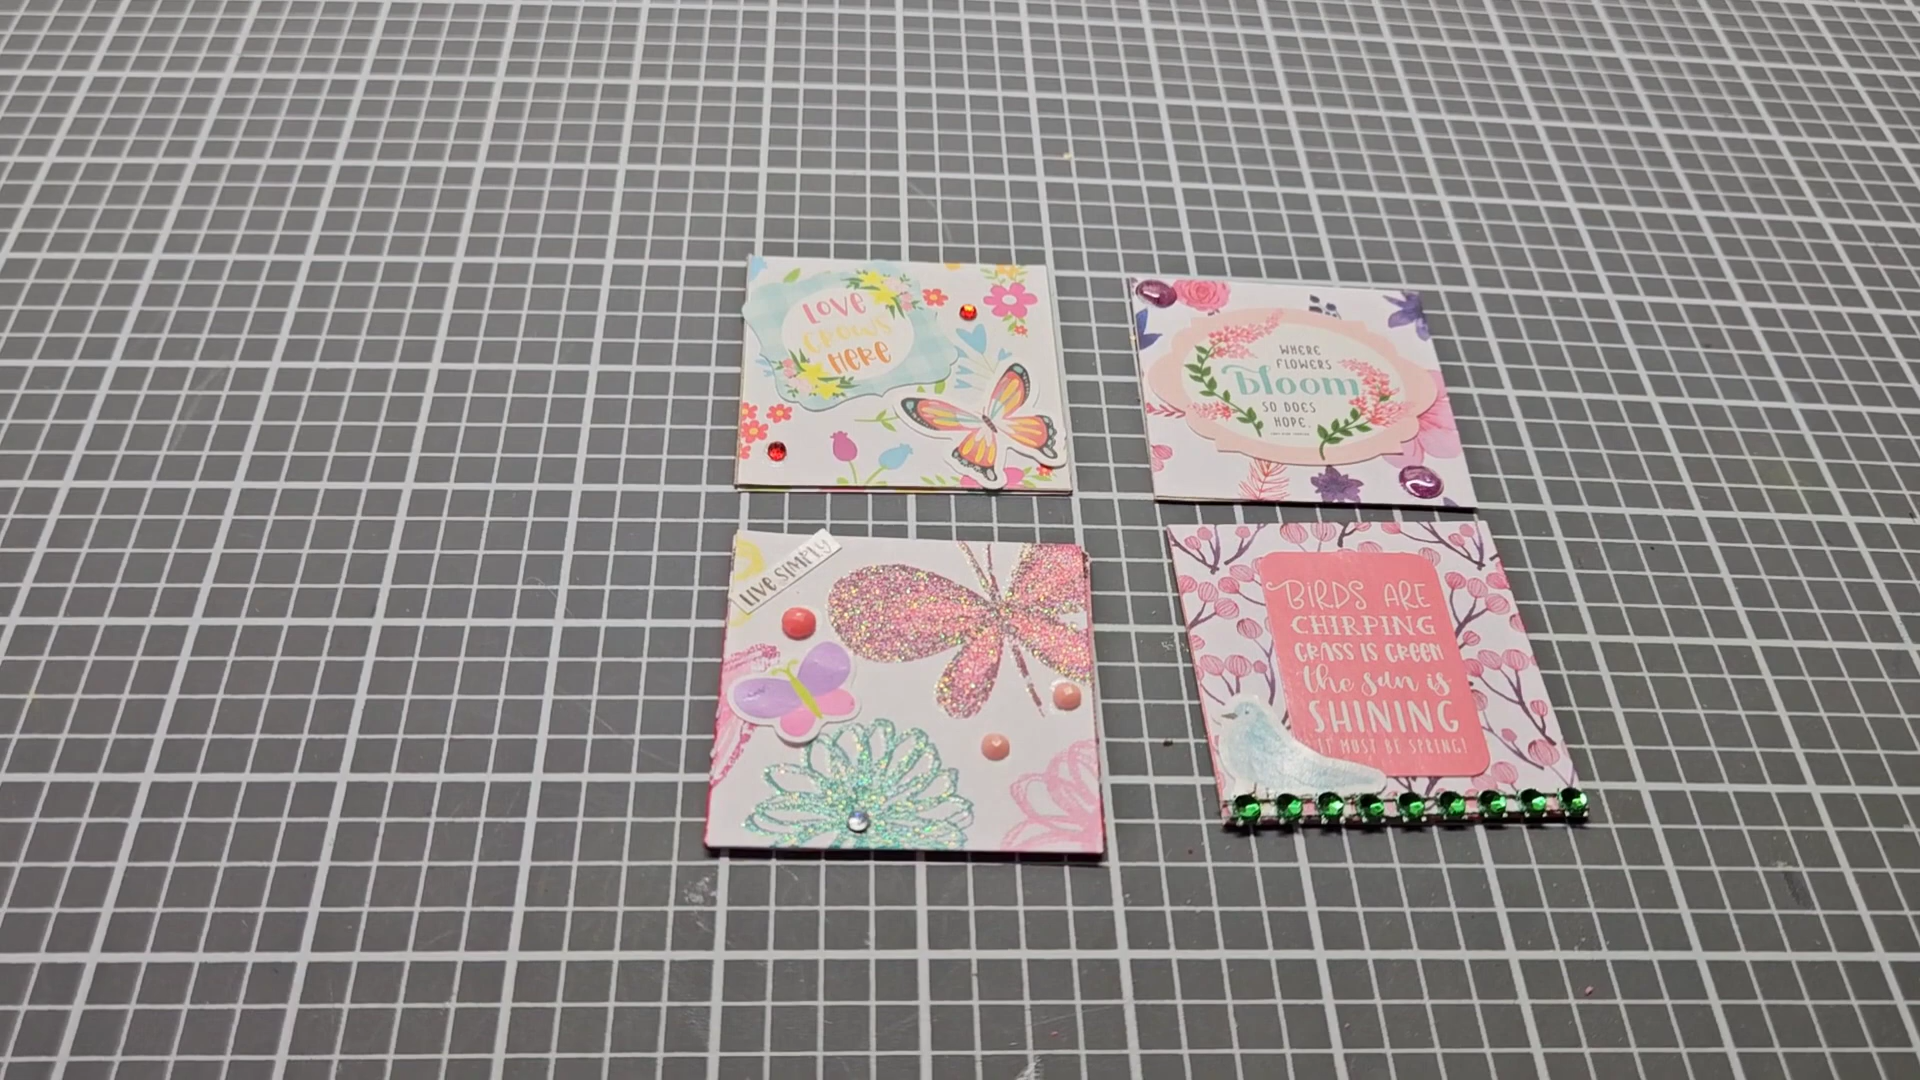 LOVE
GROWS
HERE
WHERE
FLOWERS
bloom
SO DOES
HOPE.
LIVE SIMPLY
BIRDS ARE
CHIRPING
GRASS IS GREEN
the sun is
SHINING
IT MUST BE SPRING!